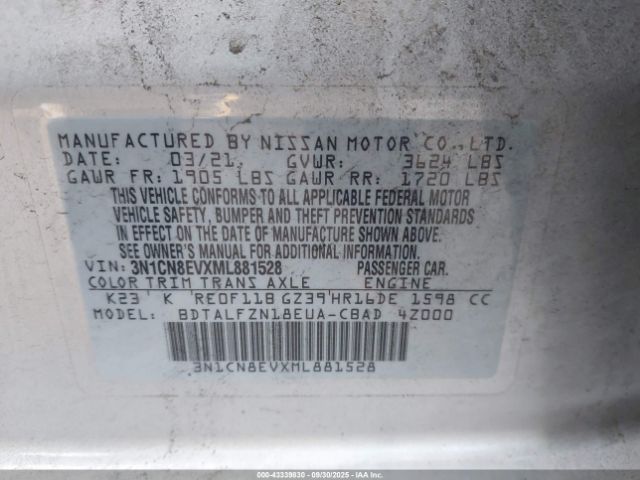 MANUFACTURED BY NISSAN MOTOR CO., LTD.
DATE: 03/21 GVWR: 3624 LBS
GAWR FR: 1905 LBS GAWR RR: 1720 LBS
THIS VEHICLE CONFORMS TO ALL APPLICABLE FEDERAL MOTOR
VEHICLE SAFETY, BUMPER AND THEFT PREVENTION STANDARDS
IN EFFECT ON THE DATE OF MANUFACTURE SHOWN ABOVE.
SEE OWNER'S MANUAL FOR ADDITIONAL INFORMATION.
VIN: 3N1CN8EVXML881528 PASSENGER CAR.
COLOR TRIM TRANS AXLE ENGINE
K23 K RE0F11B GZ39 HR16DE 1598 CC
MODEL: BDTALFZN18EUA-CBAD 4Z000
3N1CN8EVXML881528
000-43339830 - 09/30/2025 - COPART.COM